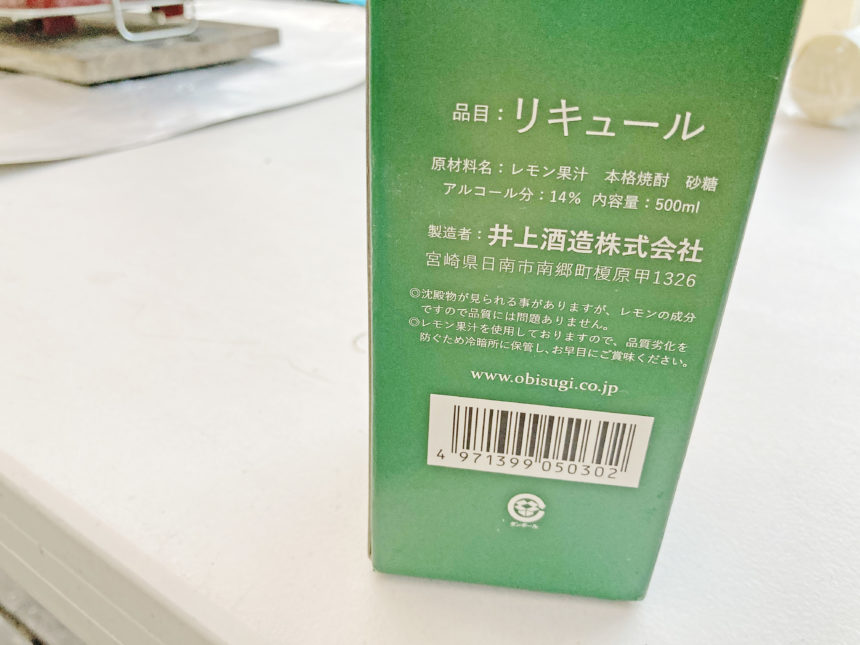 品目：リキュール
原材料名：レモン果汁　本格焼酎　砂糖
アルコール分：14%　内容量：500ml
製造者：井上酒造株式会社
宮崎県日南市南郷町榎原甲1326
◎沈殿物が見られる事がありますが、レモンの成分
ですので品質には問題ありません。
◎レモン果汁を使用しておりますので、品質劣化を
防ぐため冷暗所に保管し、お早目にご賞味ください。
www.obisugi.co.jp
4 971399 050302
ダンボール